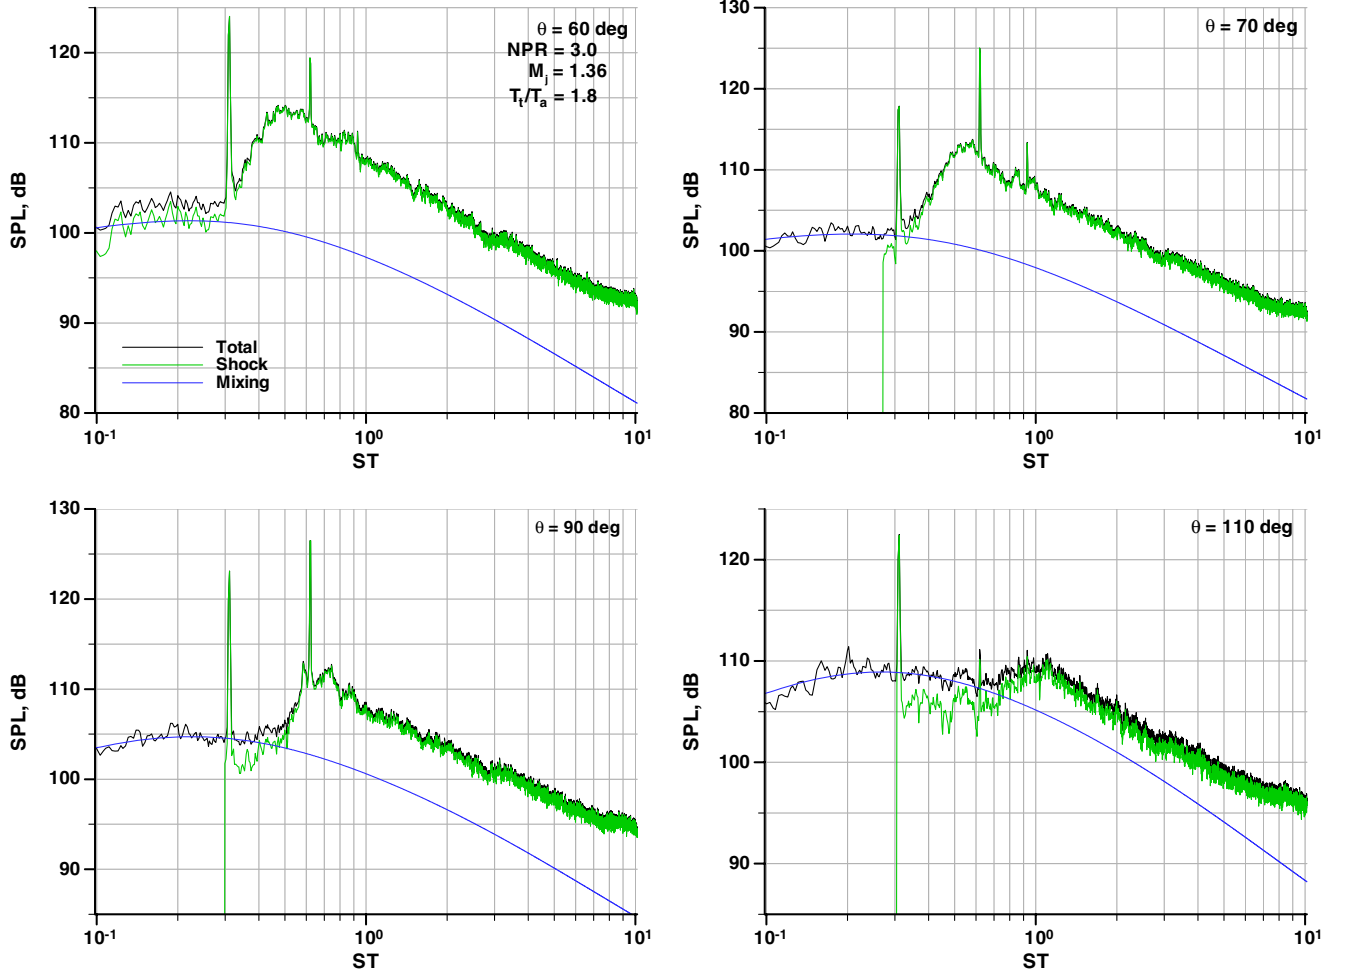 θ = 60 deg
NPR = 3.0
Mj = 1.36
Tt/Ta = 1.8
120
110
100
90
80
SPL, dB
Total
Shock
Mixing
10-1
100
101
ST
θ = 70 deg
130
120
110
100
90
80
SPL, dB
10-1
100
101
ST
θ = 90 deg
130
120
110
100
90
SPL, dB
10-1
100
101
ST
θ = 110 deg
120
110
100
90
SPL, dB
10-1
100
101
ST